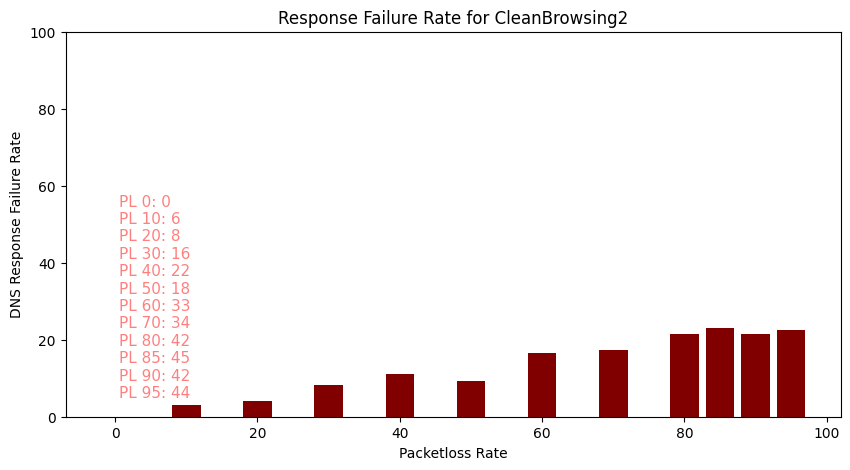 Response Failure Rate for CleanBrowsing2
100
80
60
40
20
0
DNS Response Failure Rate
PL 0: 0
PL 10: 6
PL 20: 8
PL 30: 16
PL 40: 22
PL 50: 18
PL 60: 33
PL 70: 34
PL 80: 42
PL 85: 45
PL 90: 42
PL 95: 44
0 20 40 60 80 100
Packetloss Rate